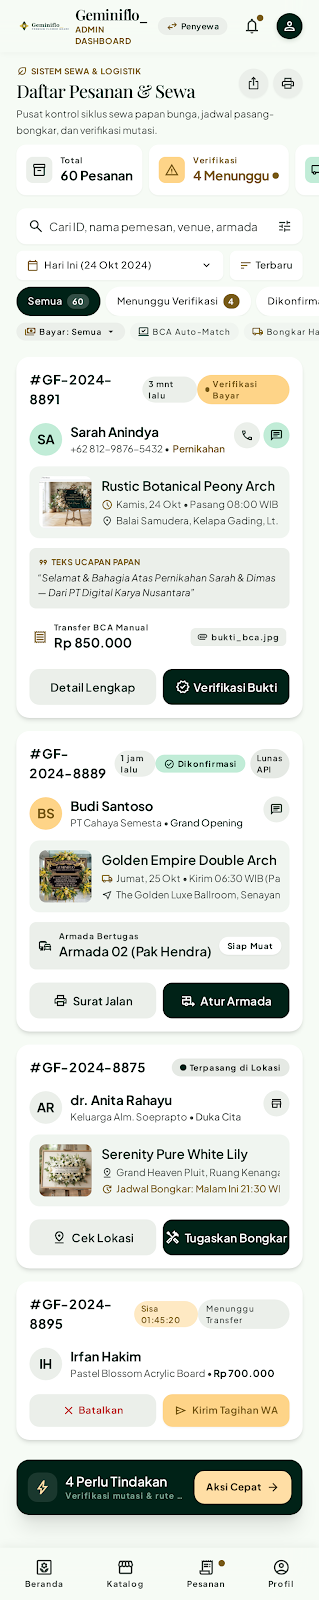 Geminiflo
Geminiflo_
ADMIN
DASHBOARD
Penyewa
SISTEM SEWA & LOGISTIK
Daftar Pesanan & Sewa
Pusat kontrol siklus sewa papan bunga, jadwal pasang-
bongkar, dan verifikasi mutasi.
Total
60 Pesanan
Verifikasi
4 Menunggu
Cari ID, nama pemesan, venue, armada
Hari Ini (24 Okt 2024)
Terbaru
Semua 60
Menunggu Verifikasi 4
Dikonfirma
Bayar: Semua
BCA Auto-Match
Bongkar Ha
#GF-2024-
8891
3 mnt
lalu
Verifikasi
Bayar
SA
Sarah Anindya
+62 812-9876-5432 • Pernikahan
Rustic Botanical Peony Arch
Kamis, 24 Okt • Pasang 08:00 WIB
Balai Samudera, Kelapa Gading, Lt.
TEKS UCAPAN PAPAN
"Selamat & Bahagia Atas Pernikahan Sarah & Dimas
— Dari PT Digital Karya Nusantara"
Transfer BCA Manual
Rp 850.000
bukti_bca.jpg
Detail Lengkap
Verifikasi Bukti
#GF-
2024-8889
1 jam
lalu
Dikonfirmasi
Lunas
API
BS
Budi Santoso
PT Cahaya Semesta • Grand Opening
Golden Empire Double Arch
Jumat, 25 Okt • Kirim 06:30 WIB (Pa
The Golden Luxe Ballroom, Senayan
Armada Bertugas
Armada 02 (Pak Hendra)
Siap Muat
Surat Jalan
Atur Armada
#GF-2024-8875
Terpasang di Lokasi
AR
dr. Anita Rahayu
Keluarga Alm. Soeprapto • Duka Cita
Serenity Pure White Lily
Grand Heaven Pluit, Ruang Kenanga
Jadwal Bongkar: Malam Ini 21:30 WI
Cek Lokasi
Tugaskan Bongkar
#GF-2024-
8895
Sisa
01:45:20
Menunggu
Transfer
IH
Irfan Hakim
Pastel Blossom Acrylic Board • Rp 700.000
Batalkan
Kirim Tagihan WA
4 Perlu Tindakan
Verifikasi mutasi & rute ...
Aksi Cepat
Beranda
Katalog
Pesanan
Profil